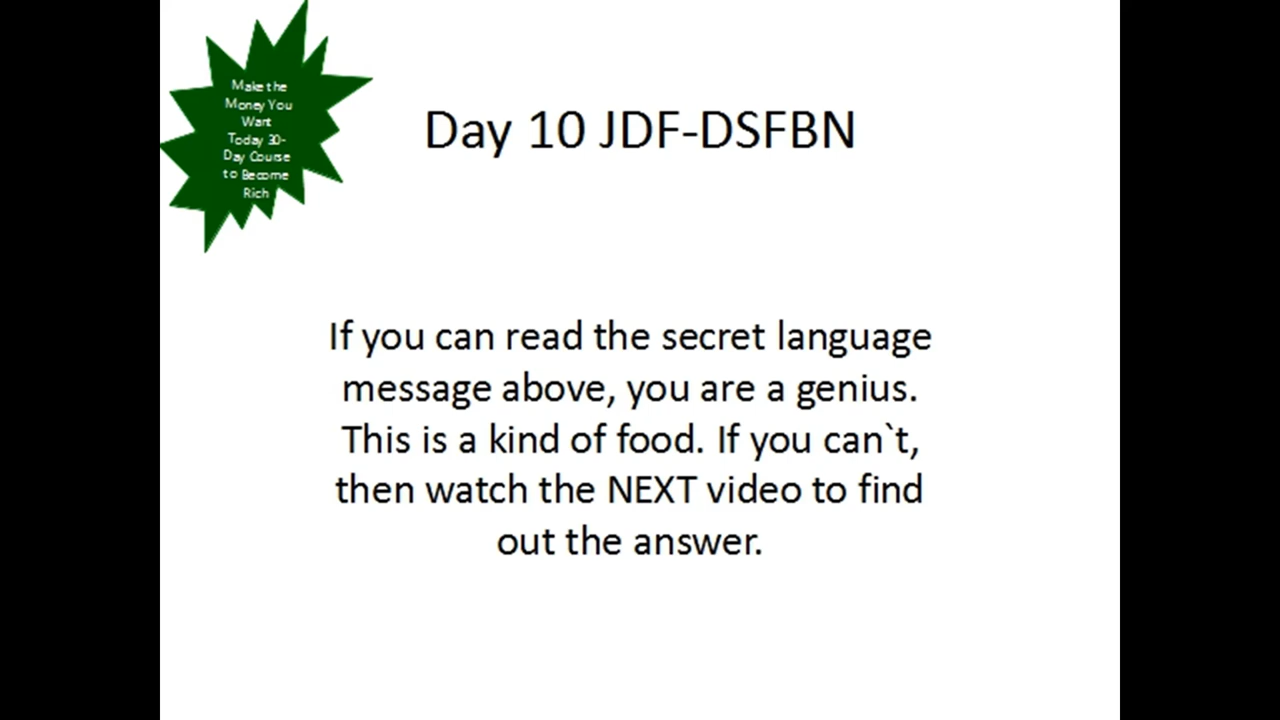 Make the
Money You
Want
Today 30-
Day Course
to Become
Rich
Day 10 JDF-DSFBN
If you can read the secret language
message above, you are a genius.
This is a kind of food. If you can`t,
then watch the NEXT video to find
out the answer.